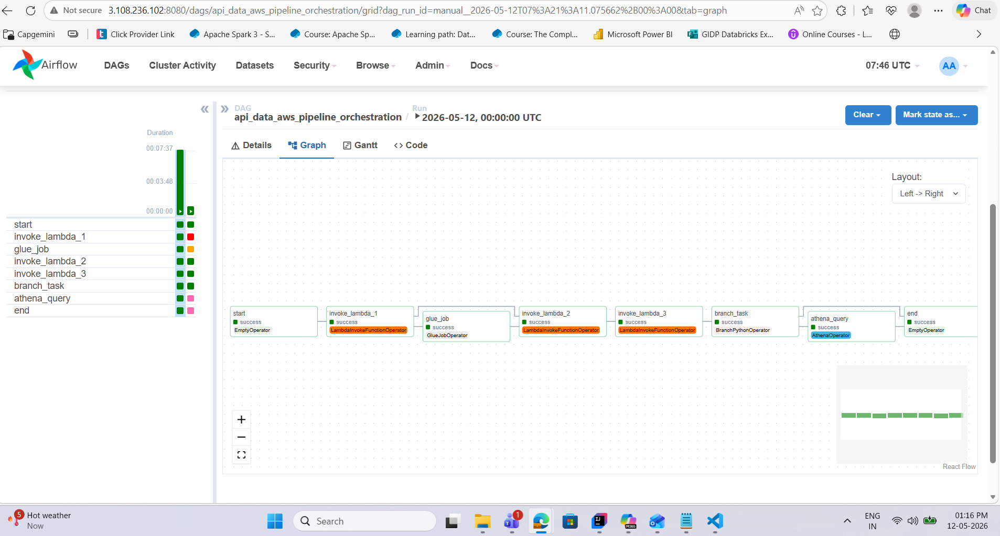 Not secure 3.108.236.102:8080/dags/api_data_aws_pipeline_orchestration/grid?dag_run_id=manual__2026-05-12T07%3A21%3A11.075662%2B00%3A00&tab=graph
Chat
Capgemini
Click Provider Link
Apache Spark 3 - S...
Course: Apache Sp...
Learning path: Dat...
Course: The Compl...
Microsoft Power BI
GIDP Databricks Ex...
Online Courses - L...
Airflow
DAGs
Cluster Activity
Datasets
Security
Browse
Admin
Docs
07:46 UTC
AA
DAG
api_data_aws_pipeline_orchestration
/
Run
2026-05-12, 00:00:00 UTC
Clear
Mark state as...
Details
Graph
Gantt
Code
Duration
00:07:37
00:03:48
00:00:00
start
invoke_lambda_1
glue_job
invoke_lambda_2
invoke_lambda_3
branch_task
athena_query
end
Layout:
Left -> Right
start
success
EmptyOperator
invoke_lambda_1
success
LambdaInvokeFunctionOperator
glue_job
success
GlueJobOperator
invoke_lambda_2
success
LambdaInvokeFunctionOperator
invoke_lambda_3
success
LambdaInvokeFunctionOperator
branch_task
success
BranchPythonOperator
athena_query
success
AthenaOperator
end
success
EmptyOperator
React Flow
5
Hot weather
Now
Search
1
M365
ENG
IN
01:16 PM
12-05-2026